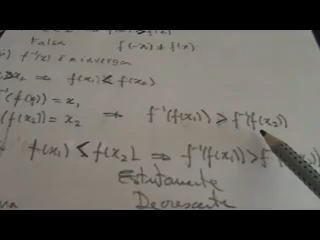 Falsa f(-x) ≠ f(x)
i) f⁻¹(x) é a inversa
x₂ ⇒ f(x₁) ≤ f(x₂)
⁻¹(f(x₁)) = x₁
(f(x₂)) = x₂ ⇒ f⁻¹(f(x₁)) > f⁻¹(f(x₂))
f(x₁) ≤ f(x₂) ⇒ f⁻¹(f(x₁)) > f⁻¹(f(x
Estritamente
Decrescente